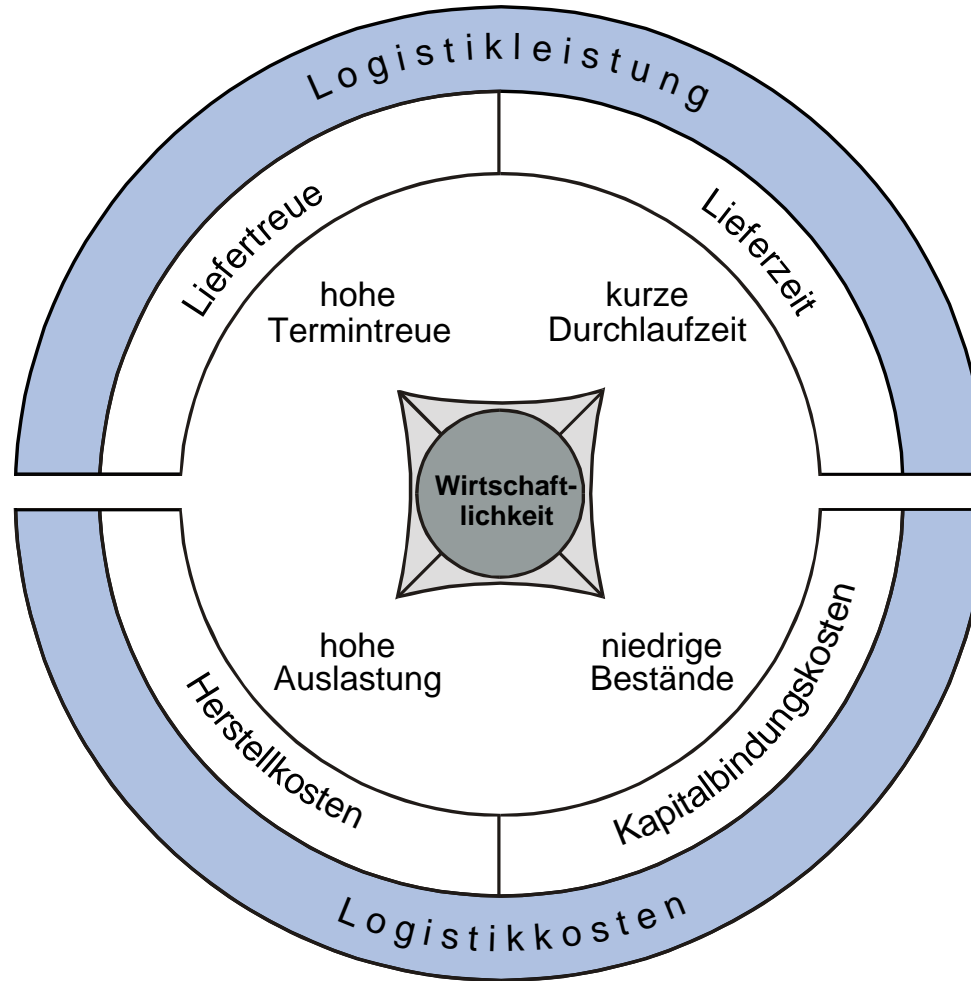 Logistikleistung
Liefertreue
Lieferzeit
hohe
Termintreue
kurze
Durchlaufzeit
Wirtschaft-
lichkeit
hohe
Auslastung
niedrige
Bestände
Herstellkosten
Kapitalbindungskosten
Logistikkosten